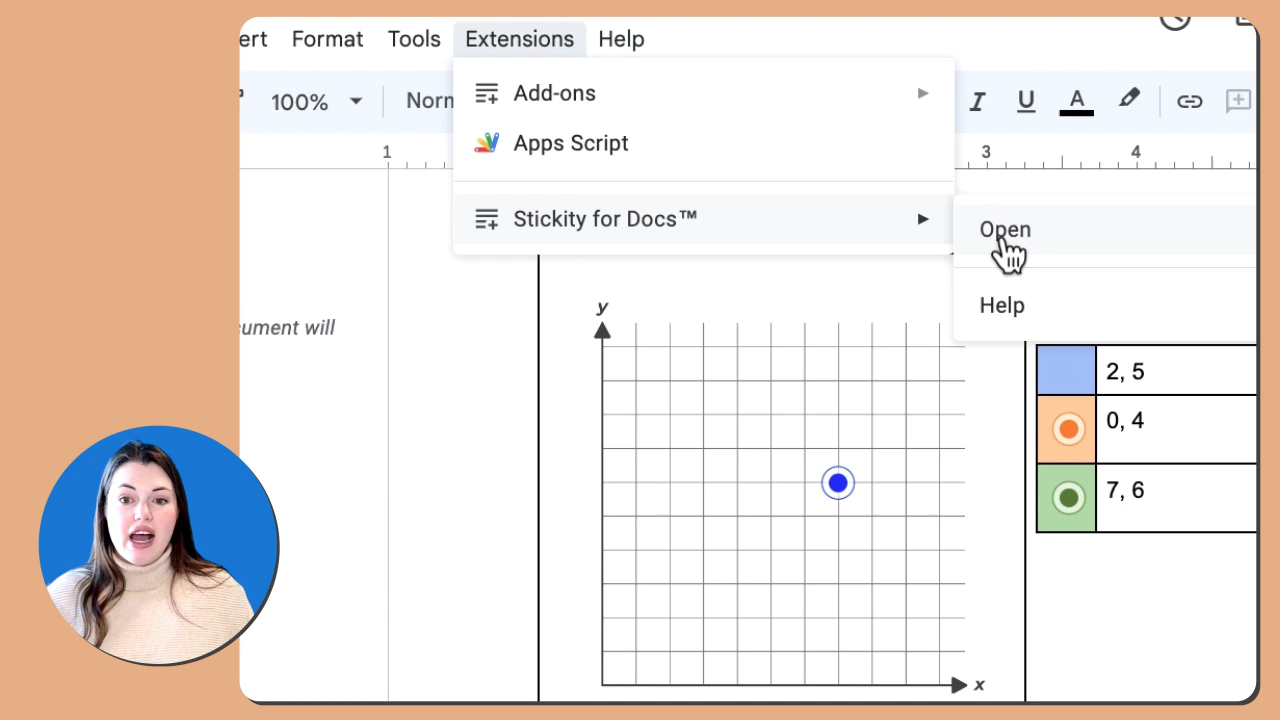 ert Format Tools Extensions Help
100% Norn
Add-ons
Apps Script
1 3 4
Stickity for Docs™
Open
Help
y
cument will
2, 5
0, 4
7, 6
x